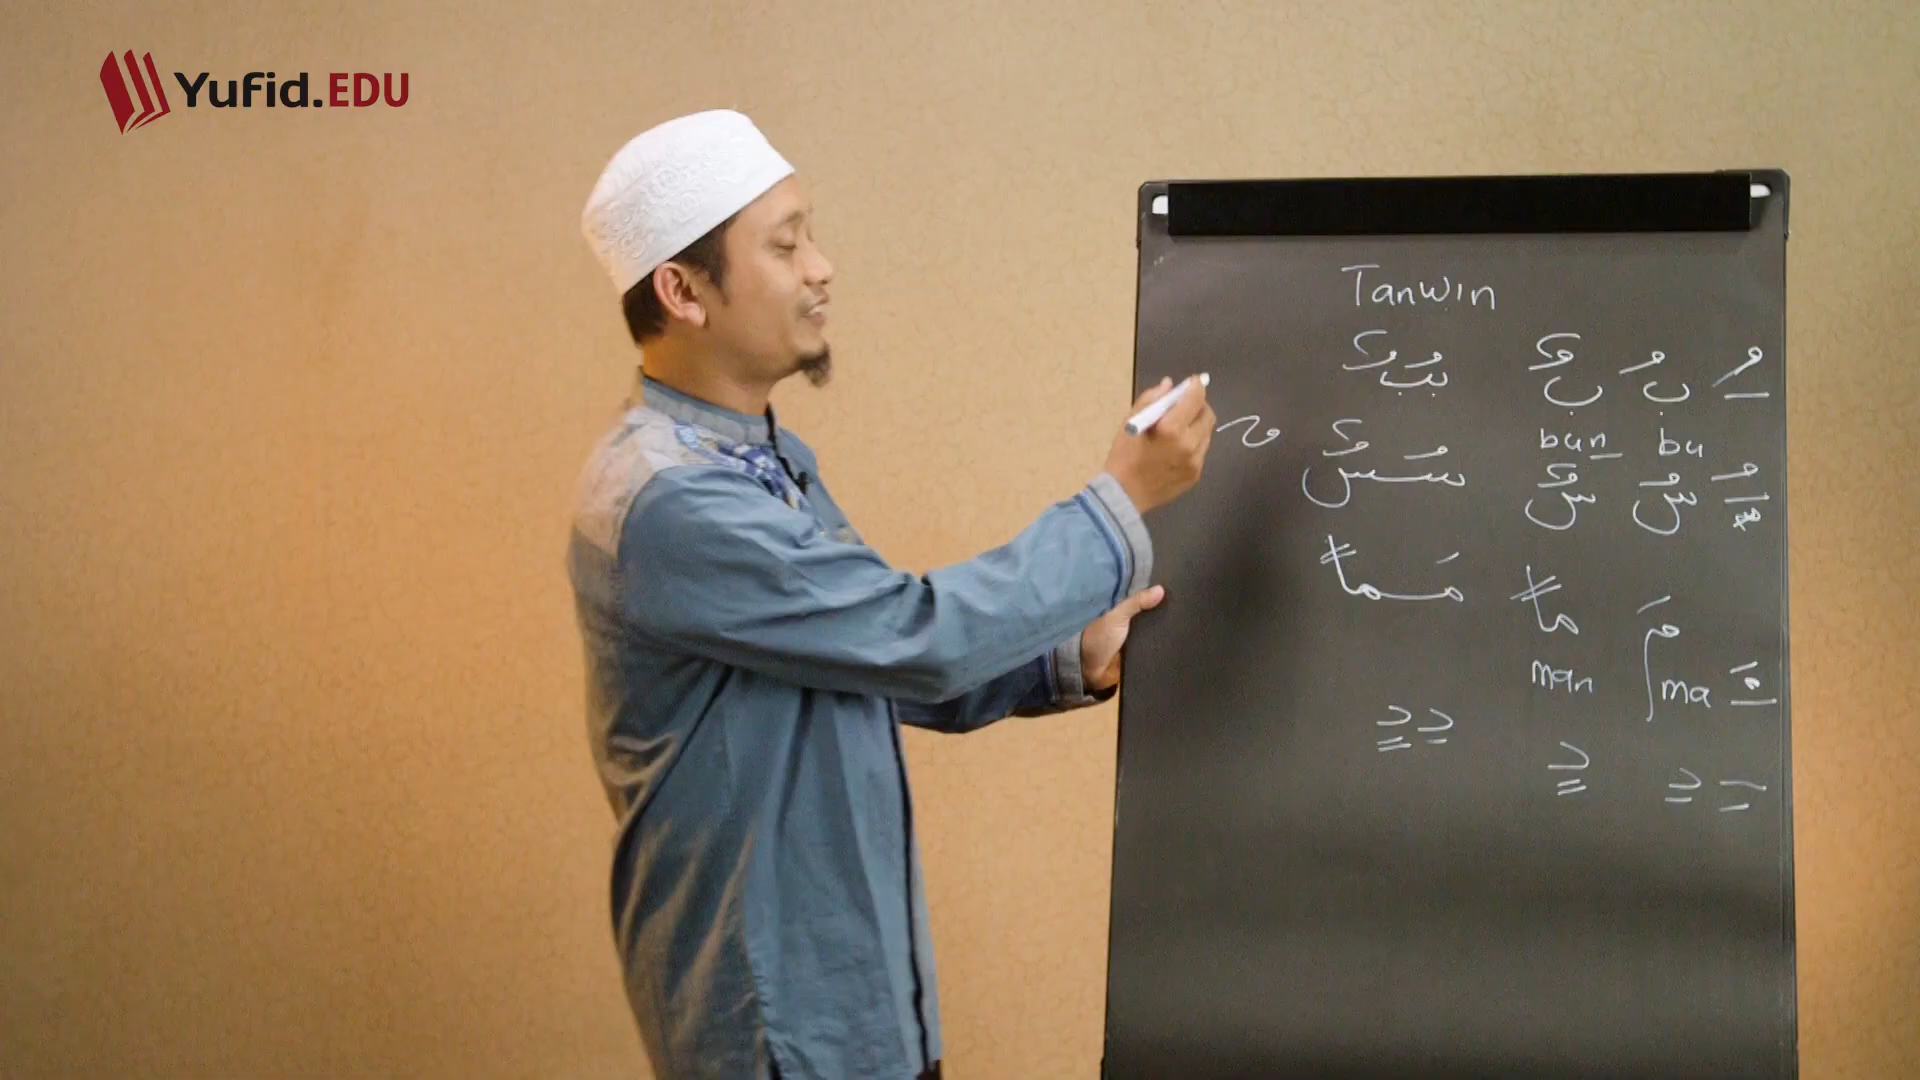 Yufid.EDU
Tanwin
بُ بٌ بُبٌ
bu bun
سُ سٌ سُسٌ
مَ مًا مَمًا
ma man